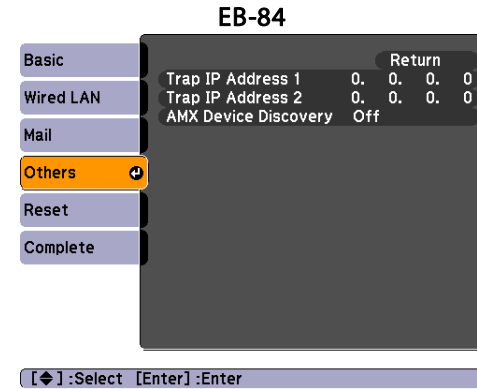 EB-84
Basic
Wired LAN
Mail
Others
Reset
Complete
Return
Trap IP Address 1 0. 0. 0. 0
Trap IP Address 2 0. 0. 0. 0
AMX Device Discovery Off
[◆] :Select [Enter] :Enter